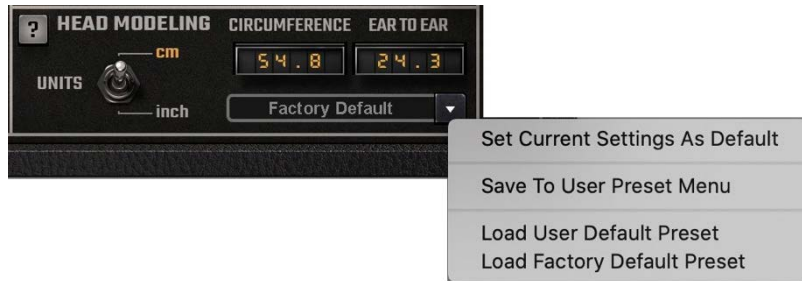 ? HEAD MODELING CIRCUMFERENCE EAR TO EAR
cm
54.8 24.3
UNITS
inch Factory Default
Set Current Settings As Default
Save To User Preset Menu
Load User Default Preset
Load Factory Default Preset